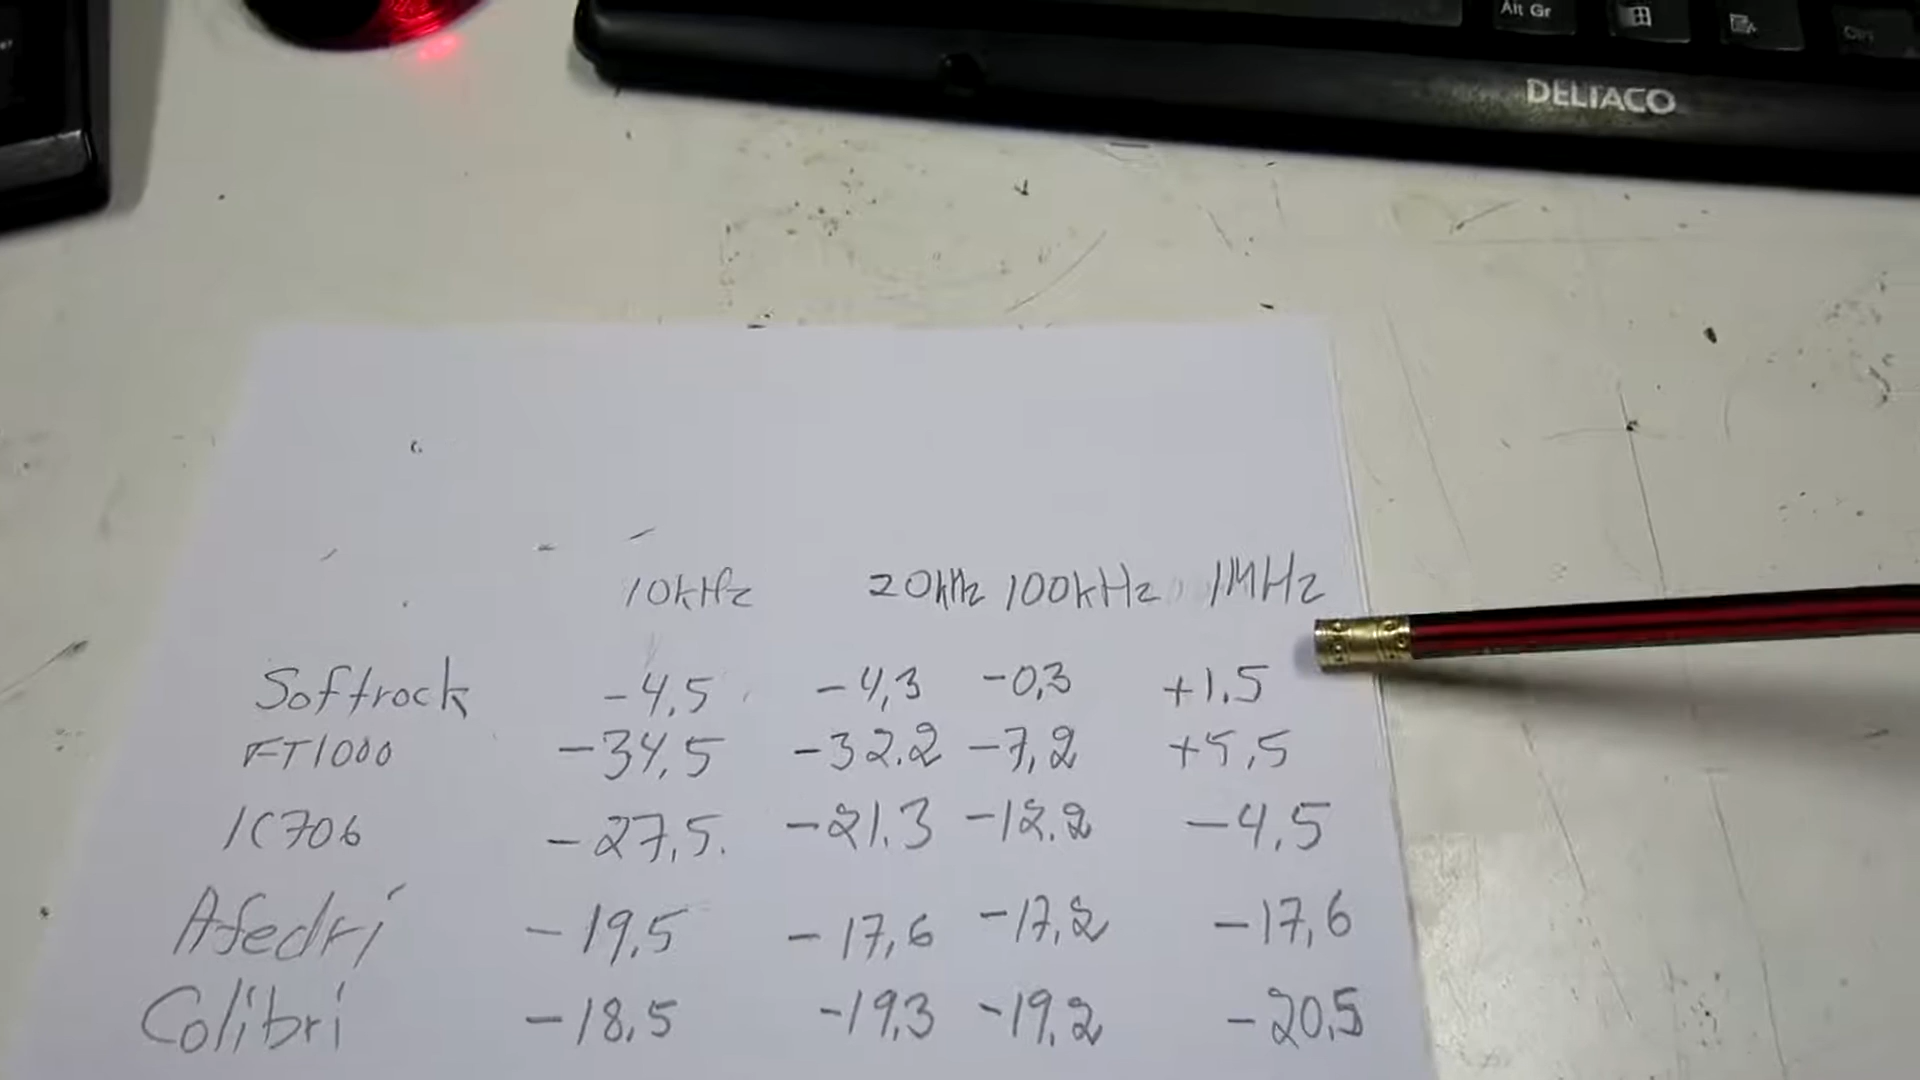 Alt Gr
DELTACO
10kHz 20kHz 100kHz 1MHz
Softrock -4,5 -4,3 -0,3 +1.5
FT1000 -34,5 -32.2 -7,2 +5,5
IC706 -27,5. -21.3 -12.2 -4,5
Afedri -19,5 -17,6 -17,2 -17,6
Colibri -18,5 -19,3 -19,2 -20,5